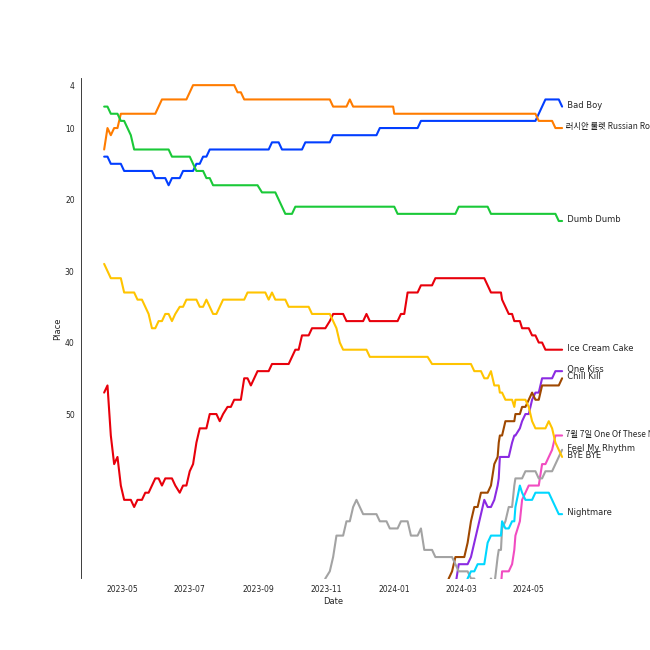 4
10
20
30
40
50
Place
2023-05
2023-07
2023-09
2023-11
2024-01
2024-03
2024-05
Date
Bad Boy
러시안 룰렛 Russian Ro
Dumb Dumb
Ice Cream Cake
One Kiss
Chill Kill
7월 7일 One Of These N
Feel My Rhythm
BYE BYE
Nightmare